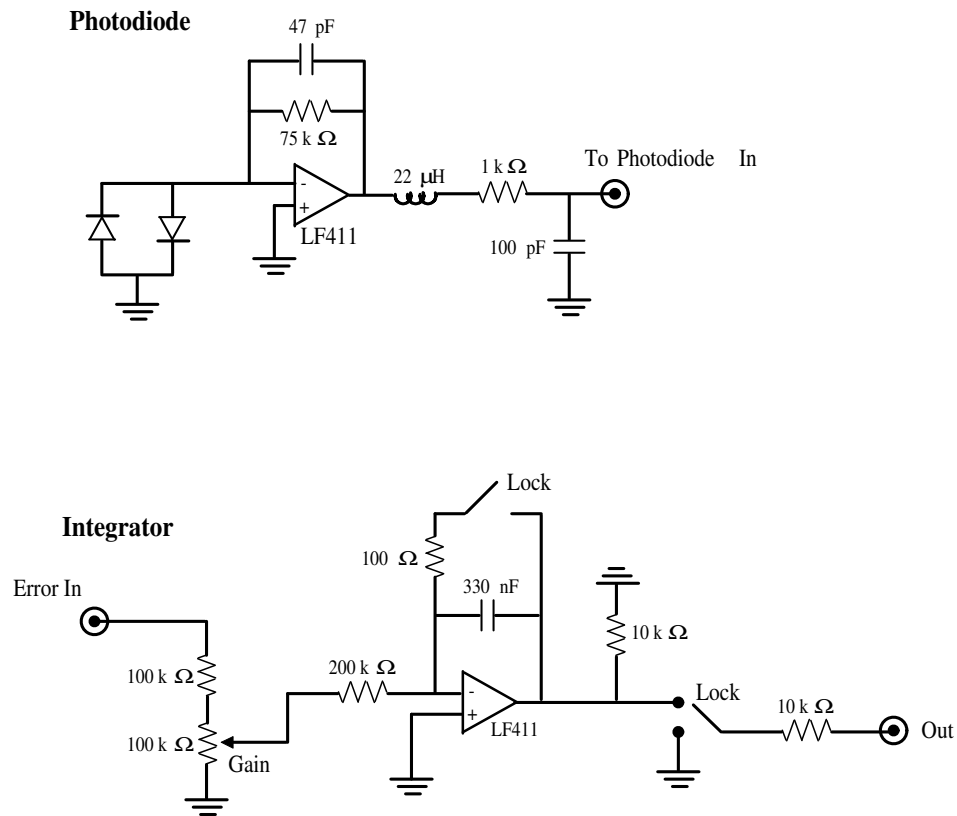 Photodiode
47 pF
75 k Ω
-
+
LF411
22 μH
1 k Ω
To Photodiode In
100 pF
Integrator
Lock
100 Ω
330 nF
Error In
10 k Ω
100 k Ω
200 k Ω
-
+
LF411
Lock
10 k Ω
100 k Ω
Gain
Out